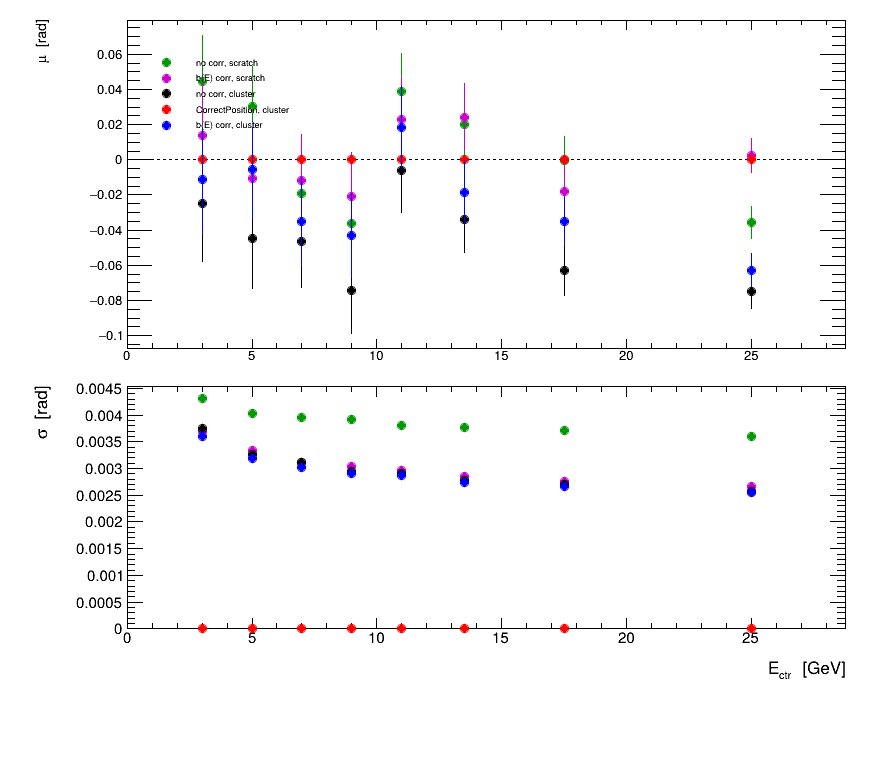 μ [rad]
0.06
0.04
0.02
0
−0.02
−0.04
−0.06
−0.08
−0.1
no corr, scratch
b(E) corr, scratch
no corr, cluster
CorrectPosition, cluster
b(E) corr, cluster
0 5 10 15 20 25
σ [rad]
0.0045
0.004
0.0035
0.003
0.0025
0.002
0.0015
0.001
0.0005
0
0 5 10 15 20 25
E_ctr [GeV]